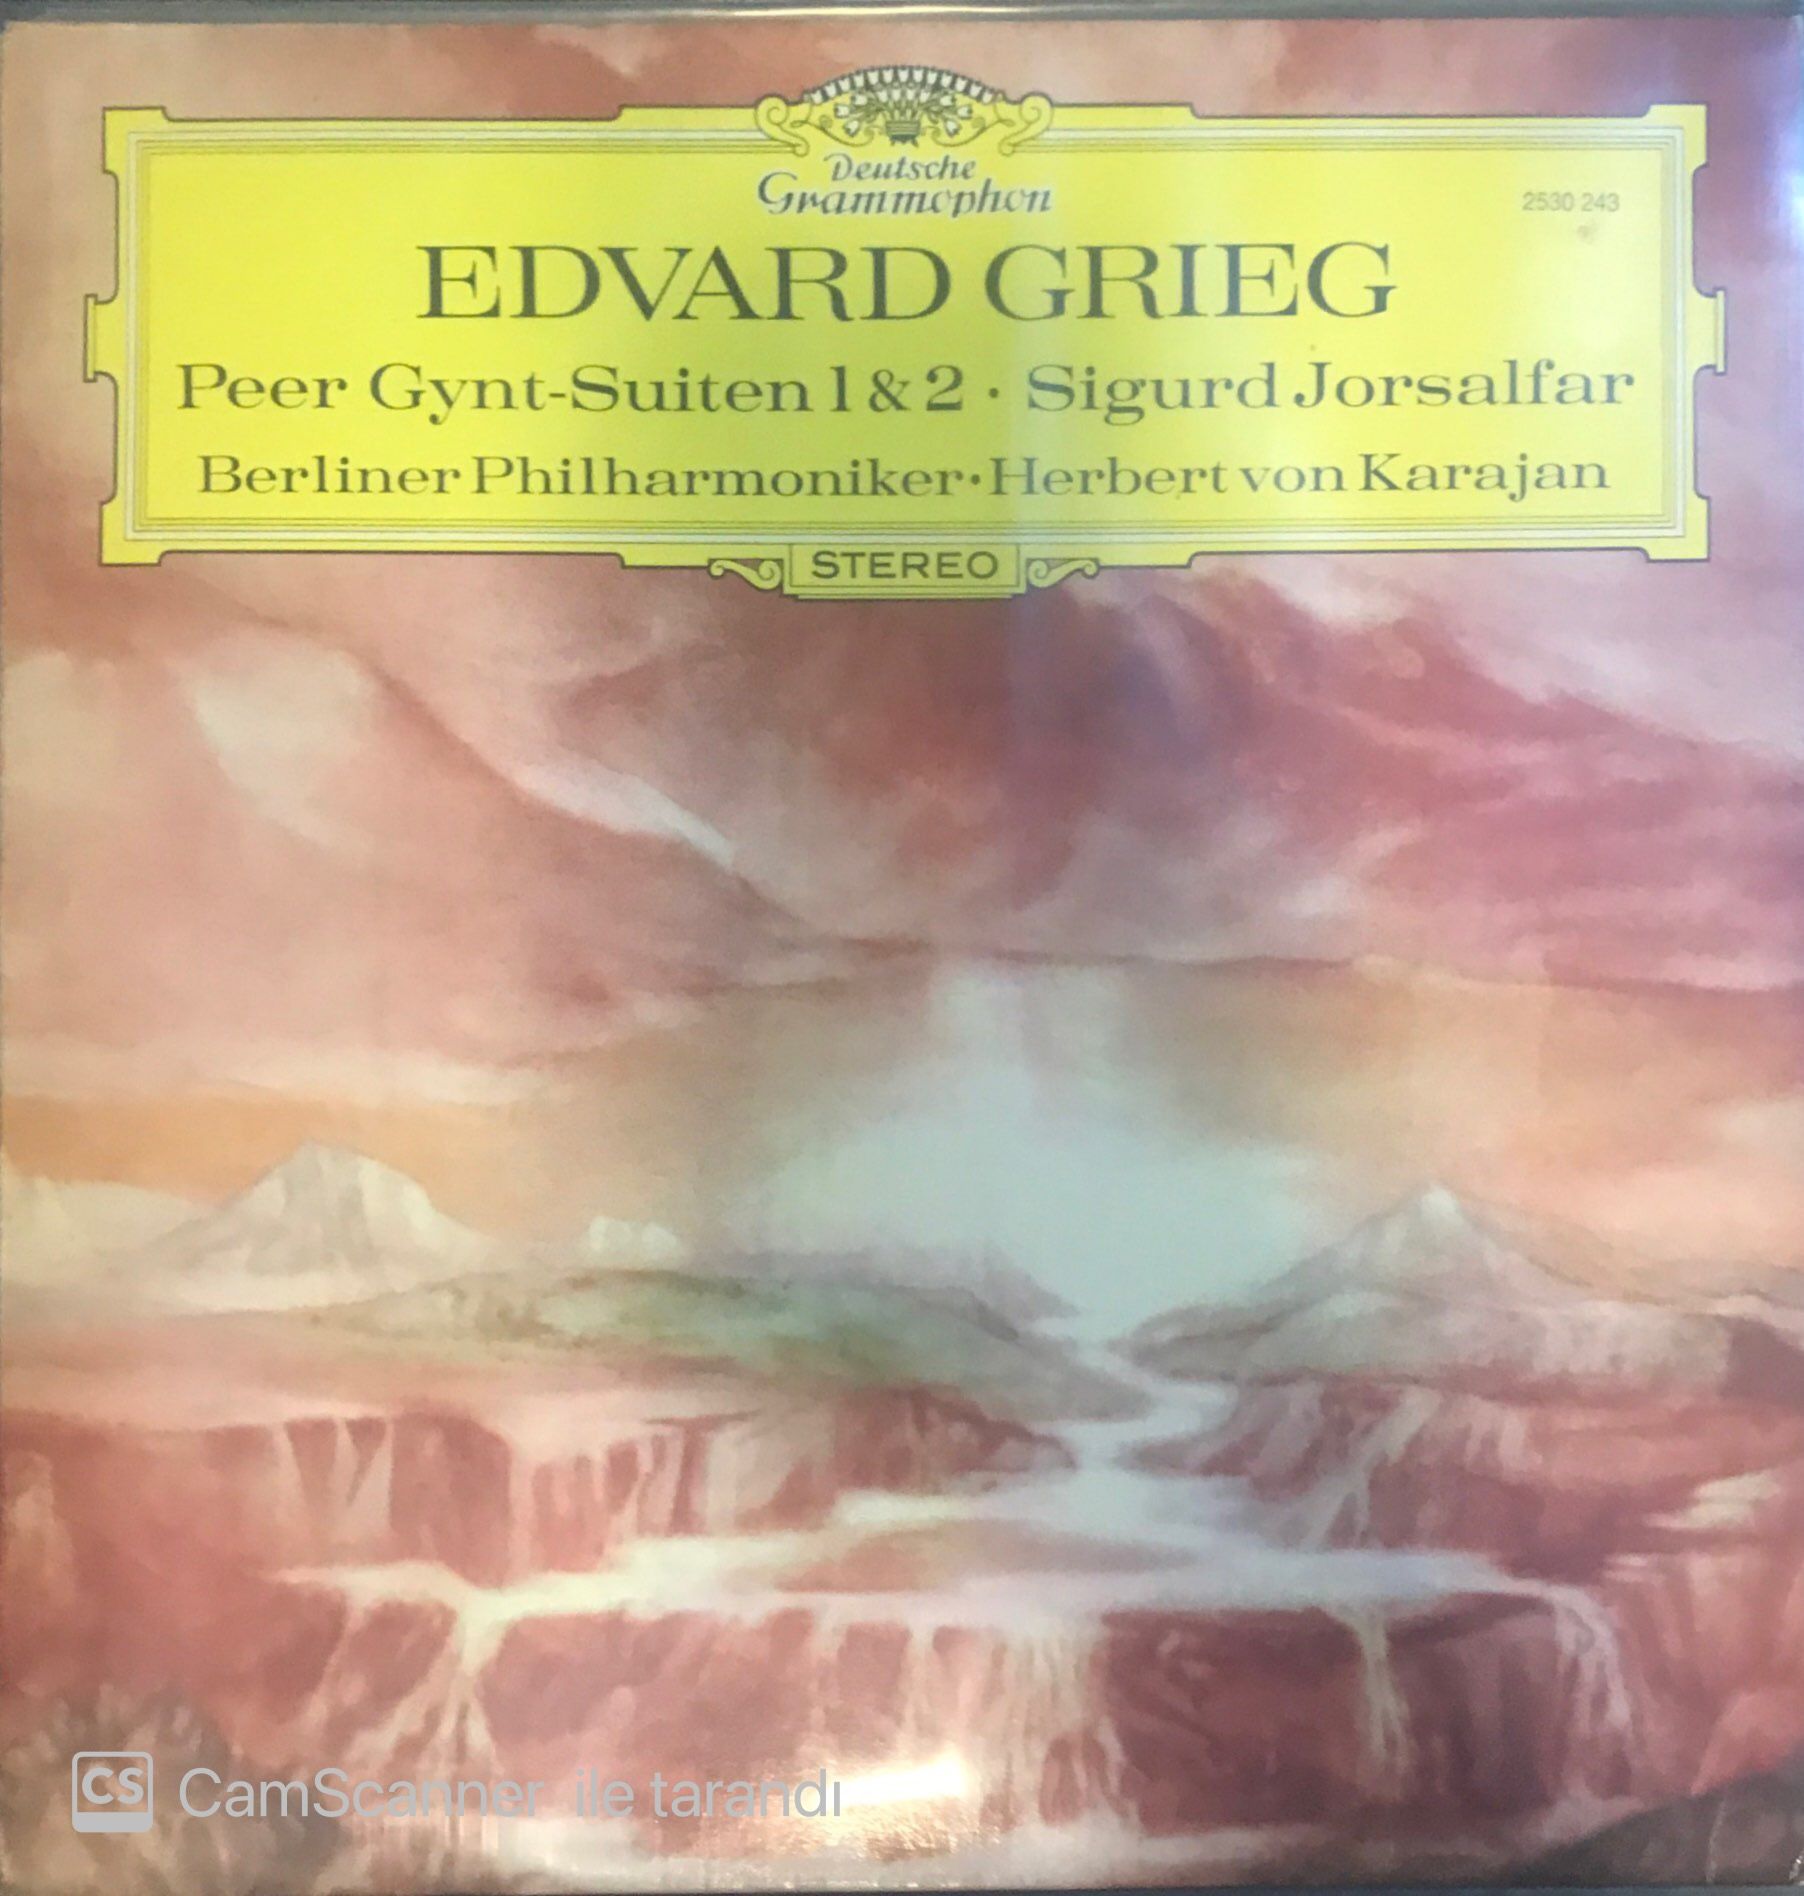 Deutsche
Grammophon
2530 243
EDVARD GRIEG
Peer Gynt-Suiten 1 & 2 · Sigurd Jorsalfar
Berliner Philharmoniker · Herbert von Karajan
STEREO
CS CamScanner ile tarandı